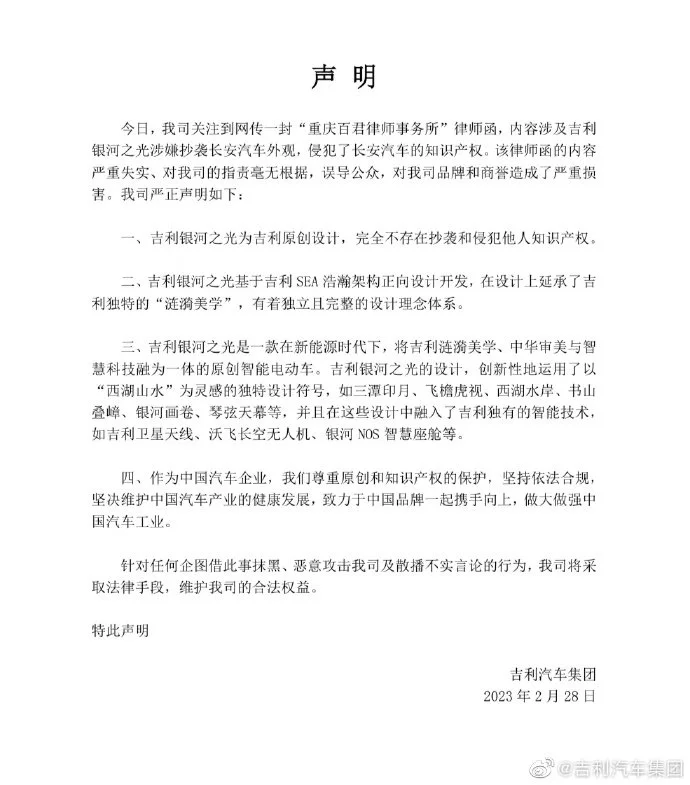 声 明
今日，我司关注到网传一封“重庆百君律师事务所”律师函，内容涉及吉利
银河之光涉嫌抄袭长安汽车外观，侵犯了长安汽车的知识产权。该律师函的内容
严重失实、对我司的指责毫无根据，误导公众，对我司品牌和商誉造成了严重损
害。我司严正声明如下：
一、吉利银河之光为吉利原创设计，完全不存在抄袭和侵犯他人知识产权。
二、吉利银河之光基于吉利 SEA 浩瀚架构正向设计开发，在设计上延承了吉
利独特的“涟漪美学”，有着独立且完整的设计理念体系。
三、吉利银河之光是一款在新能源时代下，将吉利涟漪美学、中华审美与智
慧科技融为一体的原创智能电动车。吉利银河之光的设计，创新性地运用了以
“西湖山水”为灵感的独特设计符号，如三潭印月、飞檐虎视、西湖水岸、书山
叠嶂、银河画卷、琴弦天幕等，并且在这些设计中融入了吉利独有的智能技术，
如吉利卫星天线、沃飞长空无人机、银河 NOS 智慧座舱等。
四、作为中国汽车企业，我们尊重原创和知识产权的保护，坚持依法合规，
坚决维护中国汽车产业的健康发展，致力于中国品牌一起携手向上，做大做强中
国汽车工业。
针对任何企图借此事抹黑、恶意攻击我司及散播不实言论的行为，我司将采
取法律手段，维护我司的合法权益。
特此声明
吉利汽车集团
2023 年 2 月 28 日
@吉利汽车集团